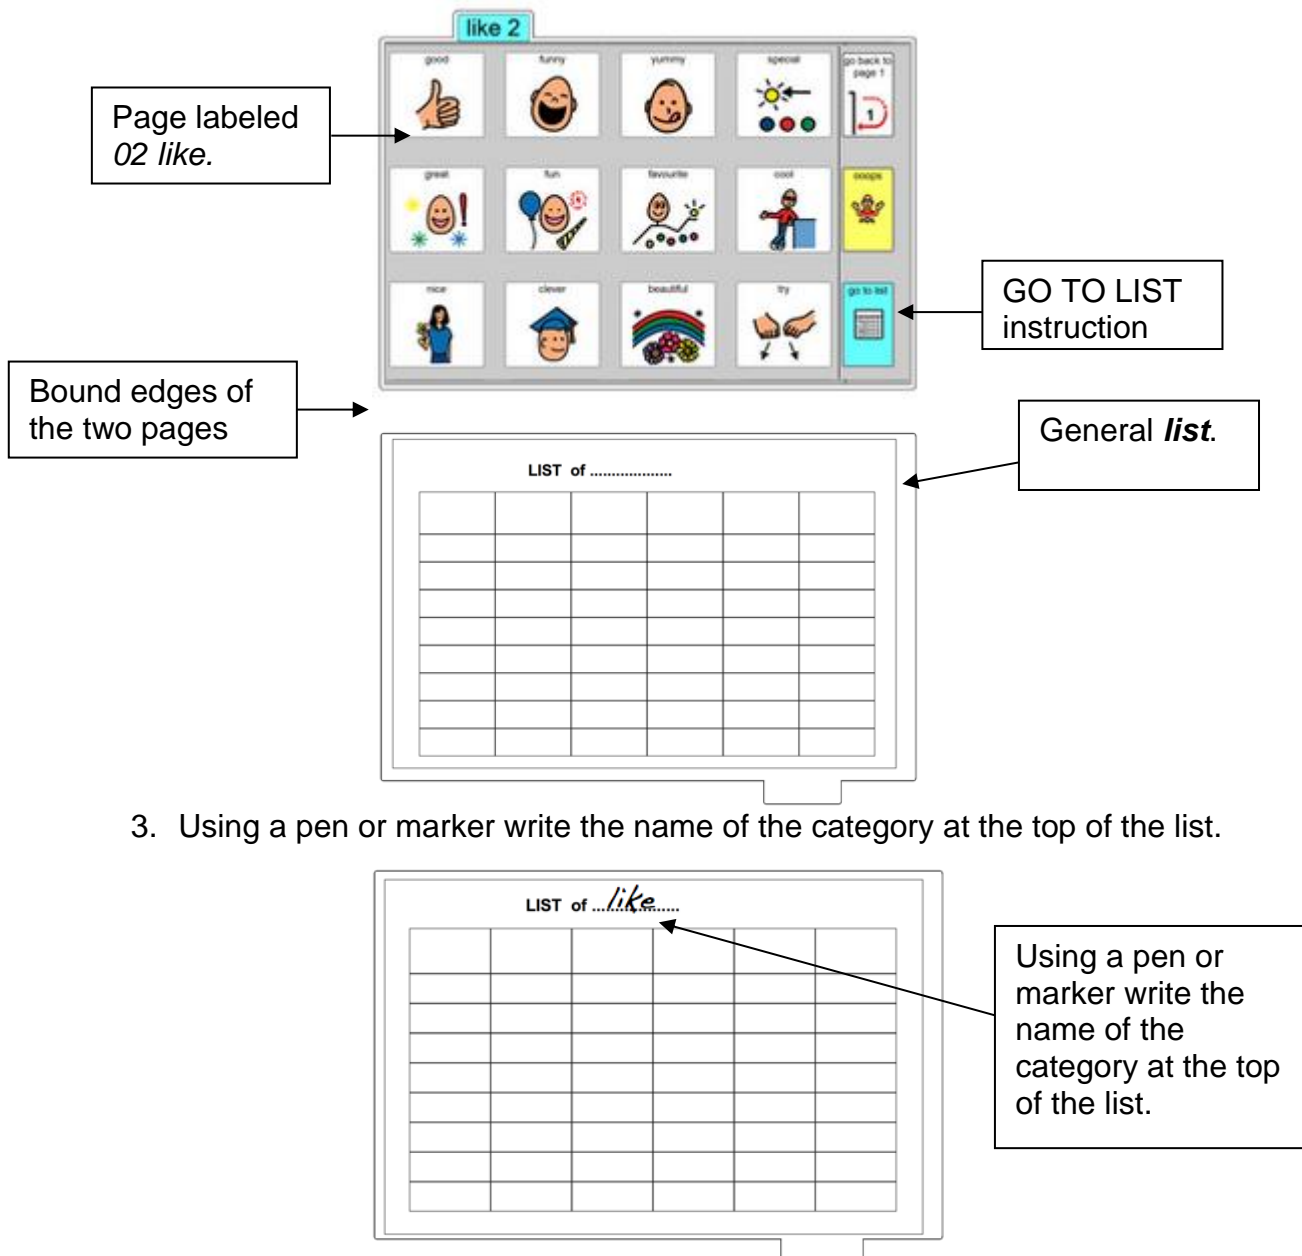 like 2
good funny yummy special go back to
page 1
1
Page labeled
02 like.
great fun favourite cool ooops
nice clever beautiful try go to list
GO TO LIST
instruction
Bound edges of
the two pages
General list.
LIST of ...................
3. Using a pen or marker write the name of the category at the top of the list.
LIST of ...like...
Using a pen or
marker write the
name of the
category at the top
of the list.